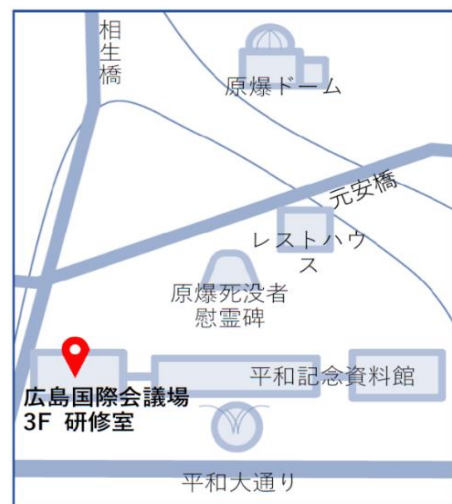 相生橋
原爆ドーム
元安橋
レストハウ
ス
原爆死没者
慰霊碑
平和記念資料館
広島国際会議場
3F 研修室
平和大通り